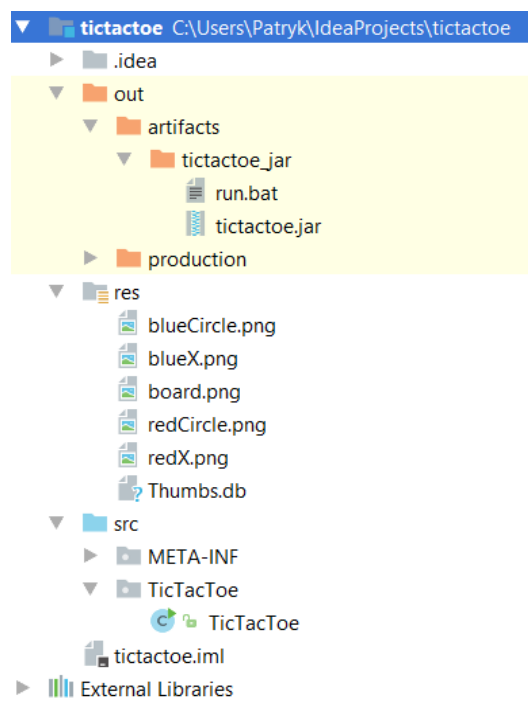 tictactoe C:\Users\Patryk\IdeaProjects\tictactoe
.idea
out
artifacts
tictactoe_jar
run.bat
tictactoe.jar
production
res
blueCircle.png
blueX.png
board.png
redCircle.png
redX.png
Thumbs.db
src
META-INF
TicTacToe
C TicTacToe
tictactoe.iml
External Libraries